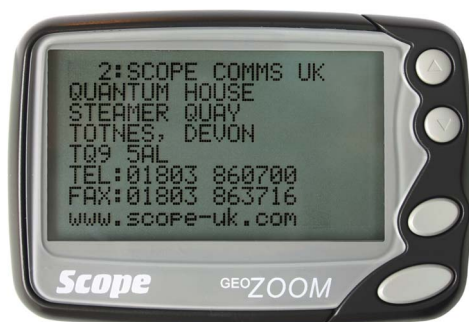 2:SCOPE COMMS UK
QUANTUM HOUSE
STEAMER QUAY
TOTNES, DEVON
TQ9 5AL
TEL:01803 860700
FAX:01803 863716
www.scope-uk.com
Scope GEOZOOM